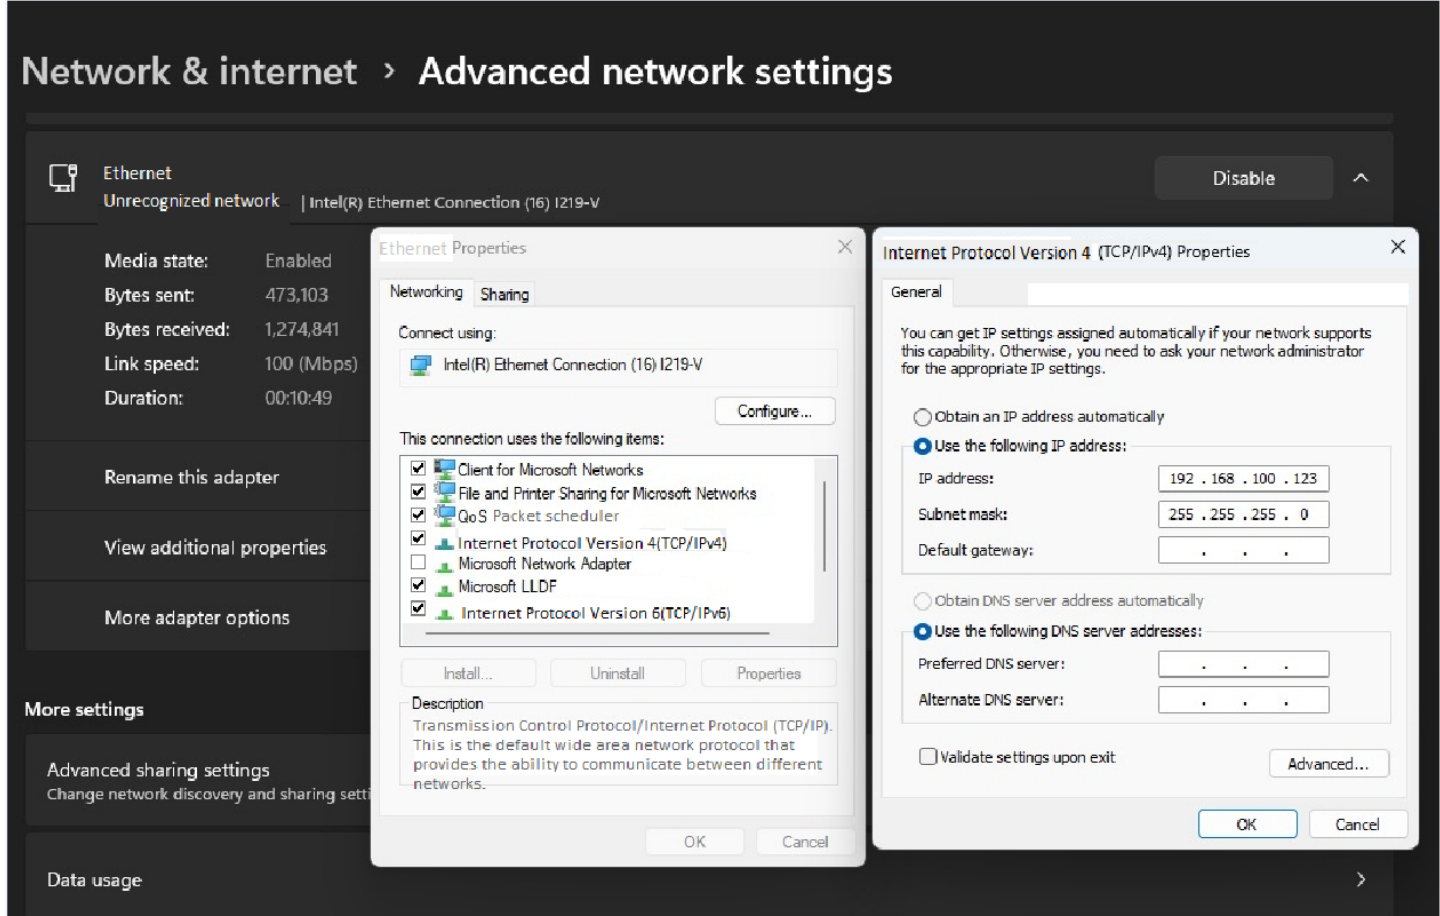 Network & internet > Advanced network settings
Ethernet
Unrecognized network | Intel(R) Ethernet Connection (16) I219-V
Disable
Media state: Enabled
Bytes sent: 473,103
Bytes received: 1,274,841
Link speed: 100 (Mbps)
Duration: 00:10:49
Rename this adapter
View additional properties
More adapter options
More settings
Advanced sharing settings
Change network discovery and sharing setti
Data usage
Ethernet Properties
Networking Sharing
Connect using:
Intel(R) Ethernet Connection (16) I219-V
Configure...
This connection uses the following items:
Client for Microsoft Networks
File and Printer Sharing for Microsoft Networks
QoS Packet scheduler
Internet Protocol Version 4(TCP/IPv4)
Microsoft Network Adapter
Microsoft LLDF
Internet Protocol Version 6(TCP/IPv6)
Install... Uninstall Properties
Description
Transmission Control Protocol/Internet Protocol (TCP/IP).
This is the default wide area network protocol that
provides the ability to communicate between different
networks.
OK Cancel
Internet Protocol Version 4 (TCP/IPv4) Properties
General
You can get IP settings assigned automatically if your network supports
this capability. Otherwise, you need to ask your network administrator
for the appropriate IP settings.
Obtain an IP address automatically
Use the following IP address:
IP address: 192 . 168 . 100 . 123
Subnet mask: 255 . 255 . 255 . 0
Default gateway: . . .
Obtain DNS server address automatically
Use the following DNS server addresses:
Preferred DNS server: . . .
Alternate DNS server: . . .
Validate settings upon exit
Advanced...
OK Cancel